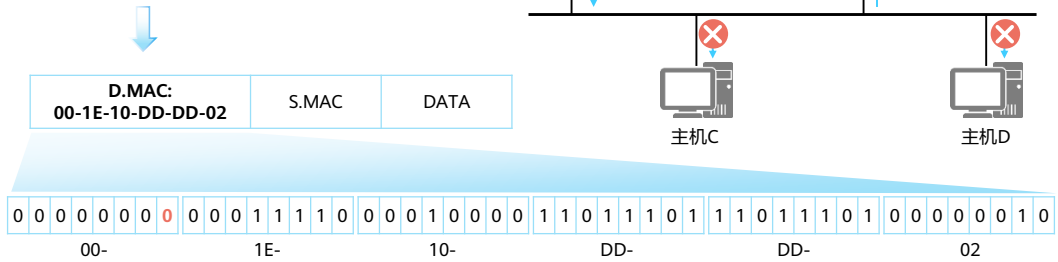 D.MAC:
00-1E-10-DD-DD-02
S.MAC
DATA
主机C
主机D
0 0 0 0 0 0 0 0 0 0 0 1 1 1 1 0 0 0 0 1 0 0 0 0 1 1 0 1 1 1 0 1 1 1 0 1 1 1 0 1 0 0 0 0 0 0 1 0
00- 1E- 10- DD- DD- 02